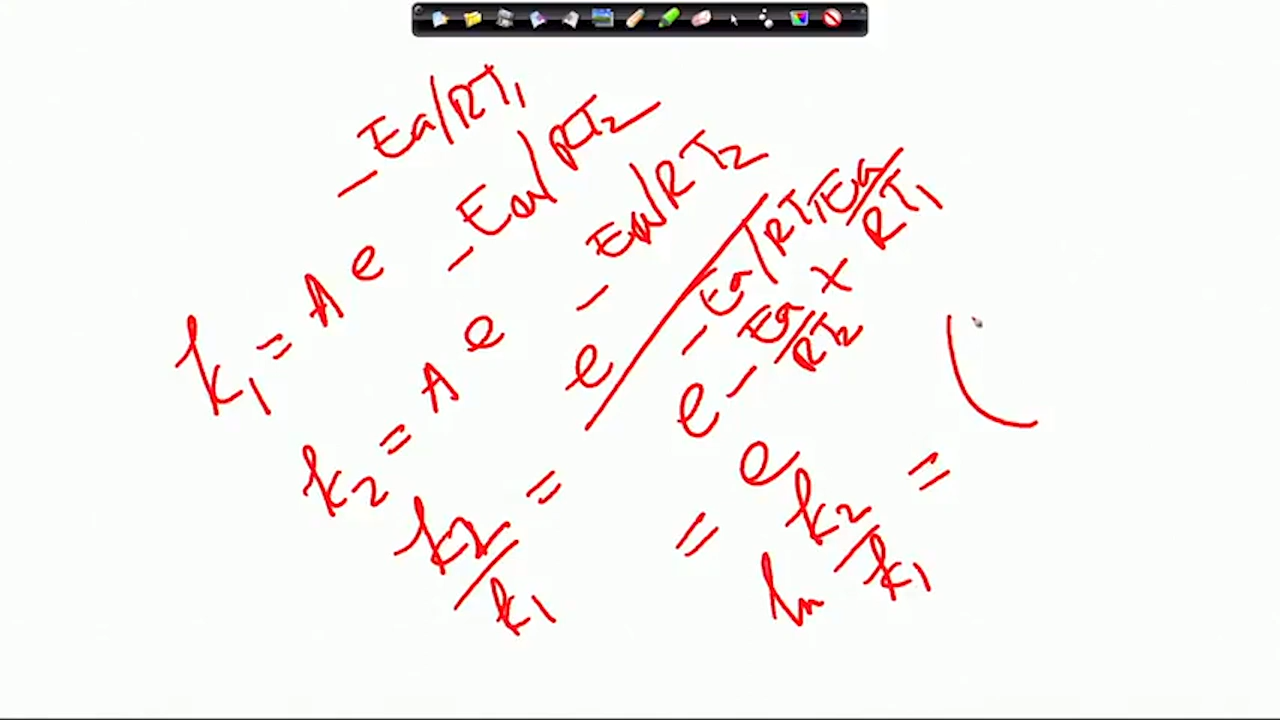 k1 = A e -Ea/RT1
k2 = A e -Ea/RT2
k2/k1 = e -Ea/RT2 / e -Ea/RT1
= e -Ea/RT2 × e Ea/RT1
ln k2/k1 = (